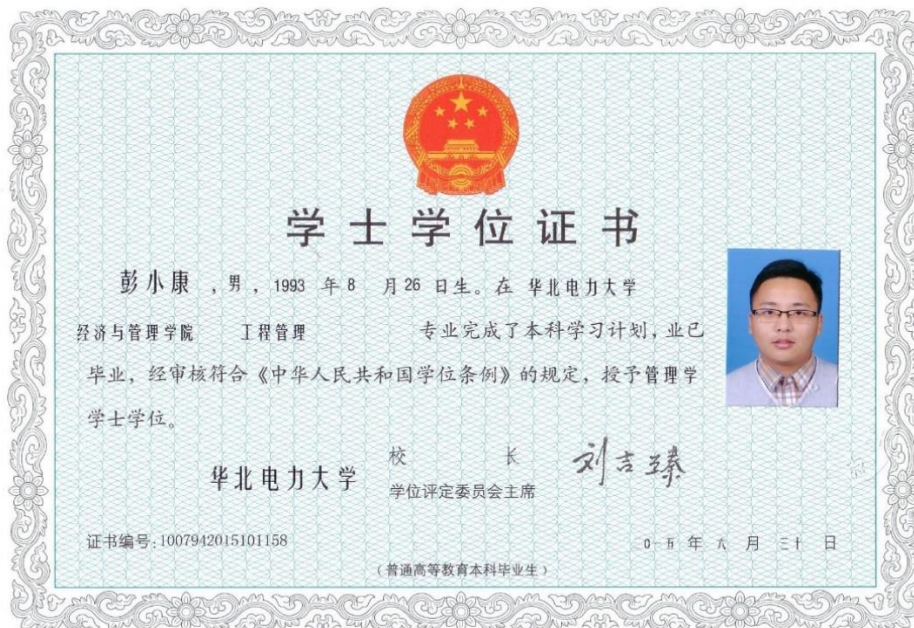 学士学位证书
彭小康，男，1993 年 8 月 26 日生。在 华北电力大学
经济与管理学院 工程管理 专业完成了本科学习计划，业已
毕业，经审核符合《中华人民共和国学位条例》的规定，授予管理学
学士学位。
校 长 刘吉臻
华北电力大学
学位评定委员会主席
证书编号：1007942015101158 〇一五 年 六 月 三十 日
（普通高等教育本科毕业生）